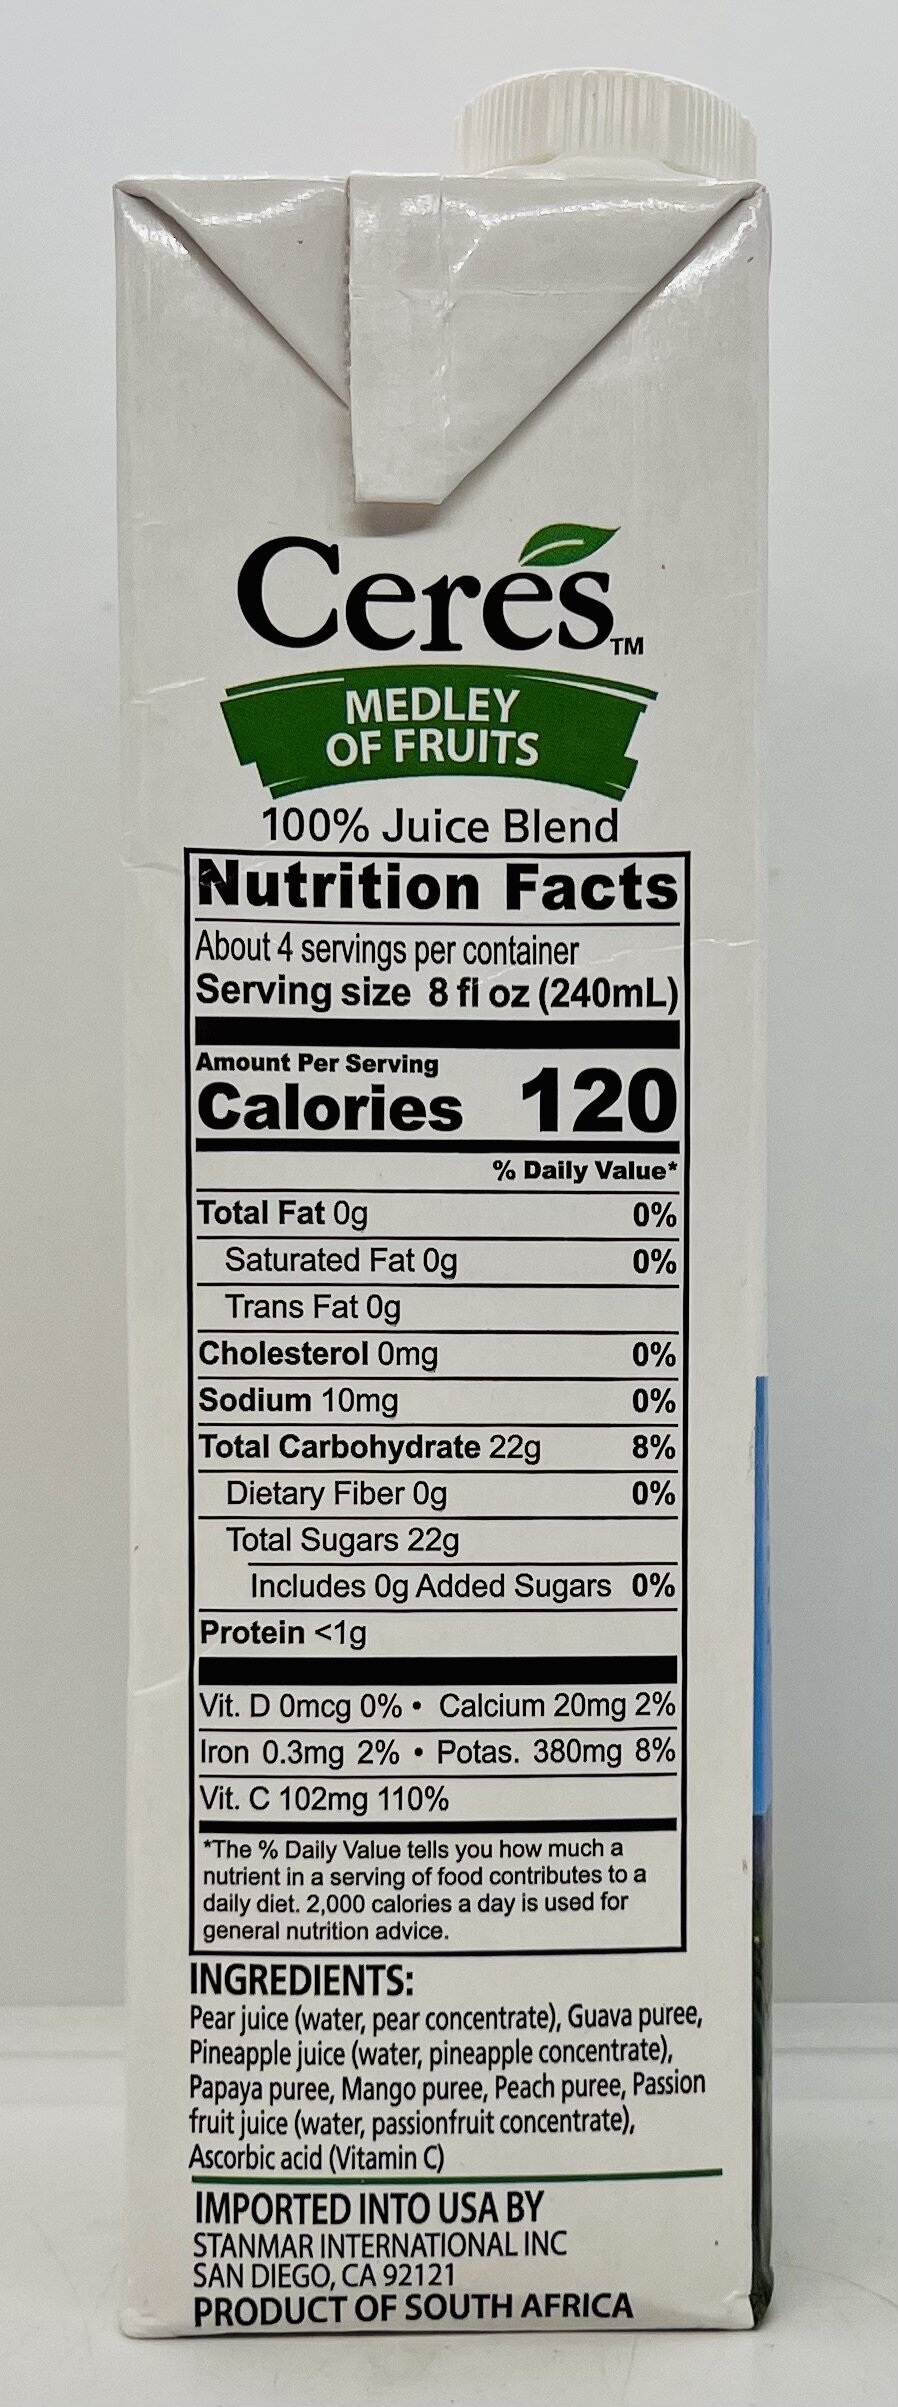 Ceres™
MEDLEY
OF FRUITS
100% Juice Blend
Nutrition Facts
About 4 servings per container
Serving size 8 fl oz (240mL)
Amount Per Serving
Calories 120
% Daily Value*
Total Fat 0g 0%
Saturated Fat 0g 0%
Trans Fat 0g
Cholesterol 0mg 0%
Sodium 10mg 0%
Total Carbohydrate 22g 8%
Dietary Fiber 0g 0%
Total Sugars 22g
Includes 0g Added Sugars 0%
Protein <1g
Vit. D 0mcg 0% • Calcium 20mg 2%
Iron 0.3mg 2% • Potas. 380mg 8%
Vit. C 102mg 110%
*The % Daily Value tells you how much a
nutrient in a serving of food contributes to a
daily diet. 2,000 calories a day is used for
general nutrition advice.
INGREDIENTS:
Pear juice (water, pear concentrate), Guava puree,
Pineapple juice (water, pineapple concentrate),
Papaya puree, Mango puree, Peach puree, Passion
fruit juice (water, passionfruit concentrate),
Ascorbic acid (Vitamin C)
IMPORTED INTO USA BY
STANMAR INTERNATIONAL INC
SAN DIEGO, CA 92121
PRODUCT OF SOUTH AFRICA